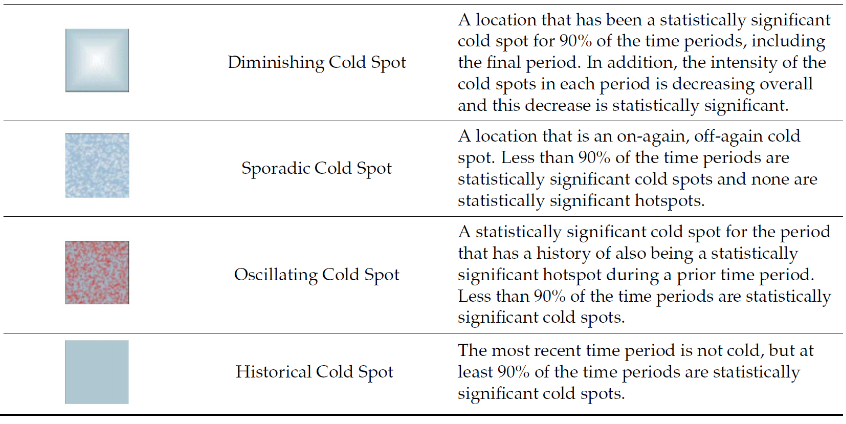 Diminishing Cold Spot
A location that has been a statistically significant
cold spot for 90% of the time periods, including
the final period. In addition, the intensity of the
cold spots in each period is decreasing overall
and this decrease is statistically significant.
Sporadic Cold Spot
A location that is an on-again, off-again cold
spot. Less than 90% of the time periods are
statistically significant cold spots and none are
statistically significant hotspots.
Oscillating Cold Spot
A statistically significant cold spot for the period
that has a history of also being a statistically
significant hotspot during a prior time period.
Less than 90% of the time periods are statistically
significant cold spots.
Historical Cold Spot
The most recent time period is not cold, but at
least 90% of the time periods are statistically
significant cold spots.